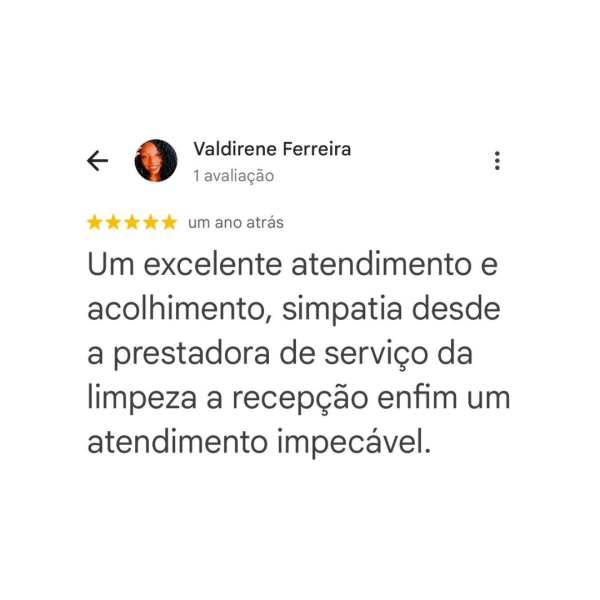 Valdirene Ferreira
1 avaliação
um ano atrás
Um excelente atendimento e
acolhimento, simpatia desde
a prestadora de serviço da
limpeza a recepção enfim um
atendimento impecável.